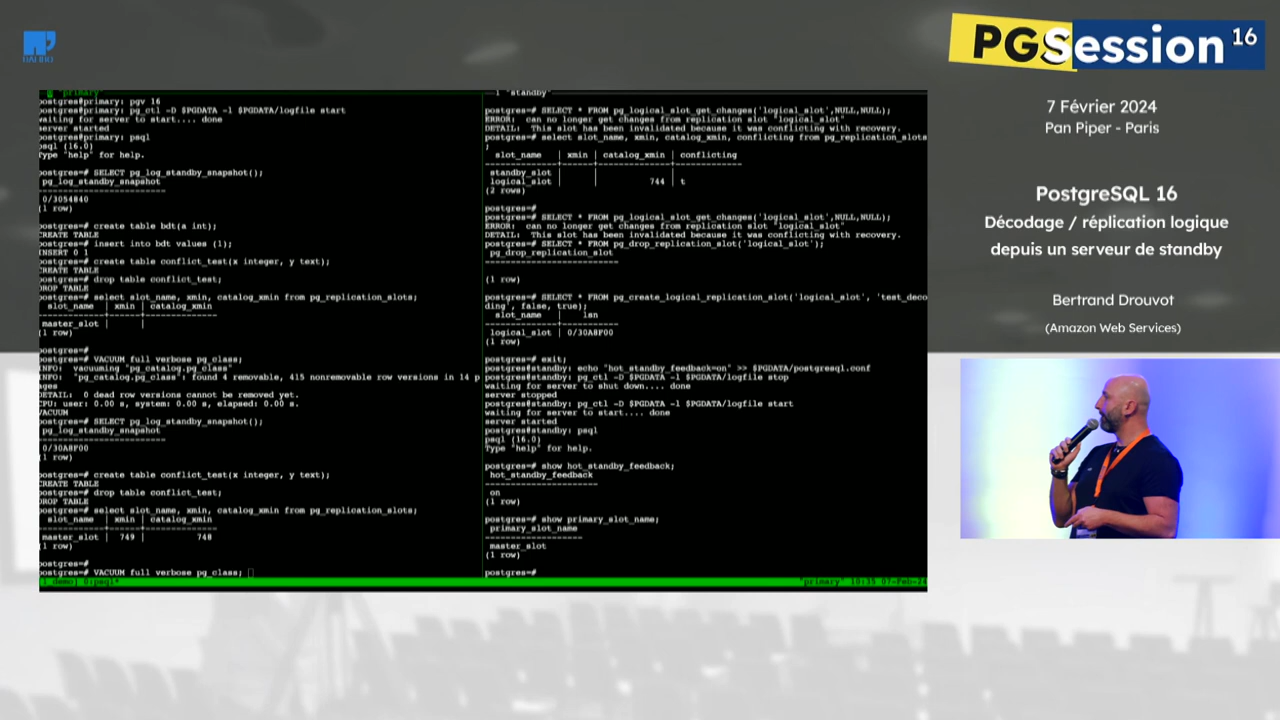 DALIBO
PGSession 16
7 Février 2024
Pan Piper - Paris
PostgreSQL 16
Décodage / réplication logique
depuis un serveur de standby
Bertrand Drouvot
(Amazon Web Services)
"primary"
postgres@primary: pgv 16
postgres@primary: pg_ctl -D $PGDATA -l $PGDATA/logfile start
waiting for server to start.... done
server started
postgres@primary: psql
psql (16.0)
Type "help" for help.
postgres=# SELECT pg_log_standby_snapshot();
pg_log_standby_snapshot
-------------------------
0/3054840
(1 row)
postgres=# create table bdt(a int);
CREATE TABLE
postgres=# insert into bdt values (1);
INSERT 0 1
postgres=# create table conflict_test(x integer, y text);
CREATE TABLE
postgres=# drop table conflict_test;
DROP TABLE
postgres=# select slot_name, xmin, catalog_xmin from pg_replication_slots;
slot_name | xmin | catalog_xmin
-------------+------+--------------
master_slot | |
(1 row)
postgres=#
postgres=# VACUUM full verbose pg_class;
INFO: vacuuming "pg_catalog.pg_class"
INFO: "pg_catalog.pg_class": found 4 removable, 415 nonremovable row versions in 14 p
ages
DETAIL: 0 dead row versions cannot be removed yet.
CPU: user: 0.00 s, system: 0.00 s, elapsed: 0.00 s.
VACUUM
postgres=# SELECT pg_log_standby_snapshot();
pg_log_standby_snapshot
-------------------------
0/30A8F00
(1 row)
postgres=# create table conflict_test(x integer, y text);
CREATE TABLE
postgres=# drop table conflict_test;
DROP TABLE
postgres=# select slot_name, xmin, catalog_xmin from pg_replication_slots;
slot_name | xmin | catalog_xmin
-------------+------+--------------
master_slot | 749 | 748
(1 row)
postgres=#
postgres=# VACUUM full verbose pg_class;
1 "standby"
postgres=# SELECT * FROM pg_logical_slot_get_changes('logical_slot',NULL,NULL);
ERROR: can no longer get changes from replication slot "logical_slot"
DETAIL: This slot has been invalidated because it was conflicting with recovery.
postgres=# select slot_name, xmin, catalog_xmin, conflicting from pg_replication_slots
;
slot_name | xmin | catalog_xmin | conflicting
--------------+------+--------------+-------------
standby_slot | | |
logical_slot | | 744 | t
(2 rows)
postgres=#
postgres=# SELECT * FROM pg_logical_slot_get_changes('logical_slot',NULL,NULL);
ERROR: can no longer get changes from replication slot "logical_slot"
DETAIL: This slot has been invalidated because it was conflicting with recovery.
postgres=# SELECT * FROM pg_drop_replication_slot('logical_slot');
pg_drop_replication_slot
--------------------------
(1 row)
postgres=# SELECT * FROM pg_create_logical_replication_slot('logical_slot', 'test_deco
ding', false, true);
slot_name | lsn
--------------+-----------
logical_slot | 0/30A8F00
(1 row)
postgres=# exit;
postgres@standby: echo "hot_standby_feedback=on" >> $PGDATA/postgresql.conf
postgres@standby: pg_ctl -D $PGDATA -l $PGDATA/logfile stop
waiting for server to shut down.... done
server stopped
postgres@standby: pg_ctl -D $PGDATA -l $PGDATA/logfile start
waiting for server to start.... done
server started
postgres@standby: psql
psql (16.0)
Type "help" for help.
postgres=# show hot_standby_feedback;
hot_standby_feedback
----------------------
on
(1 row)
postgres=# show primary_slot_name;
primary_slot_name
-------------------
master_slot
(1 row)
postgres=#
[1_demo] 0:psql*
"primary" 10:35 07-Feb-24